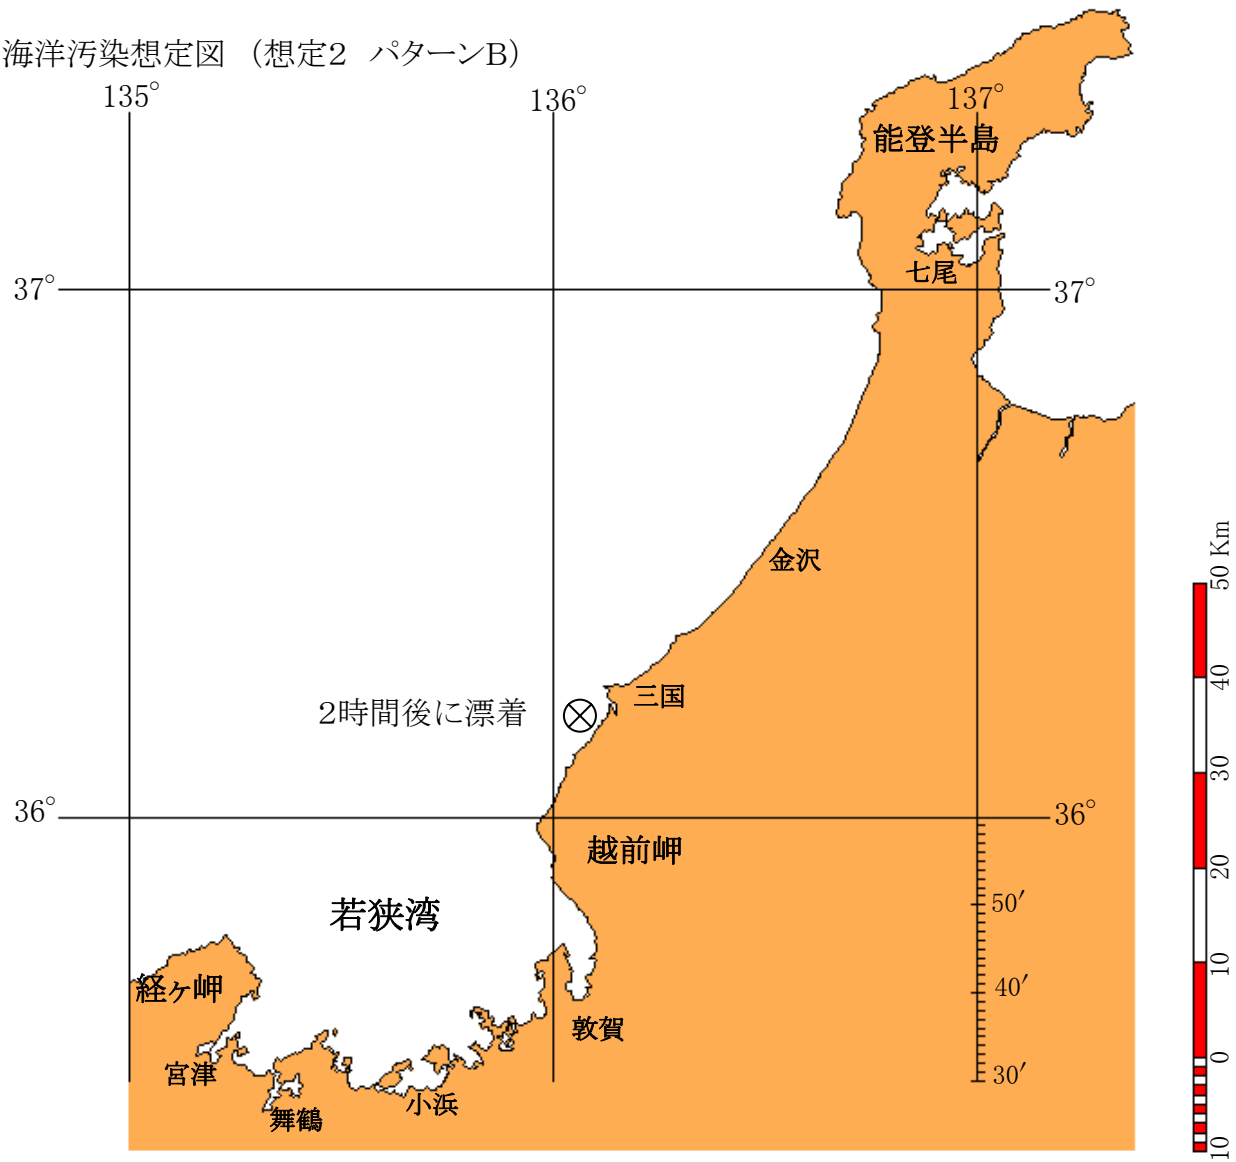 海洋汚染想定図 （想定２ パターンＢ）
135°
136°
137°
能登半島
七尾
37°
37°
金沢
50 Km
40
30
20
10
0
10
三国
２時間後に漂着
36°
36°
越前岬
若狭湾
50′
40′
30′
経ヶ岬
敦賀
宮津
小浜
舞鶴